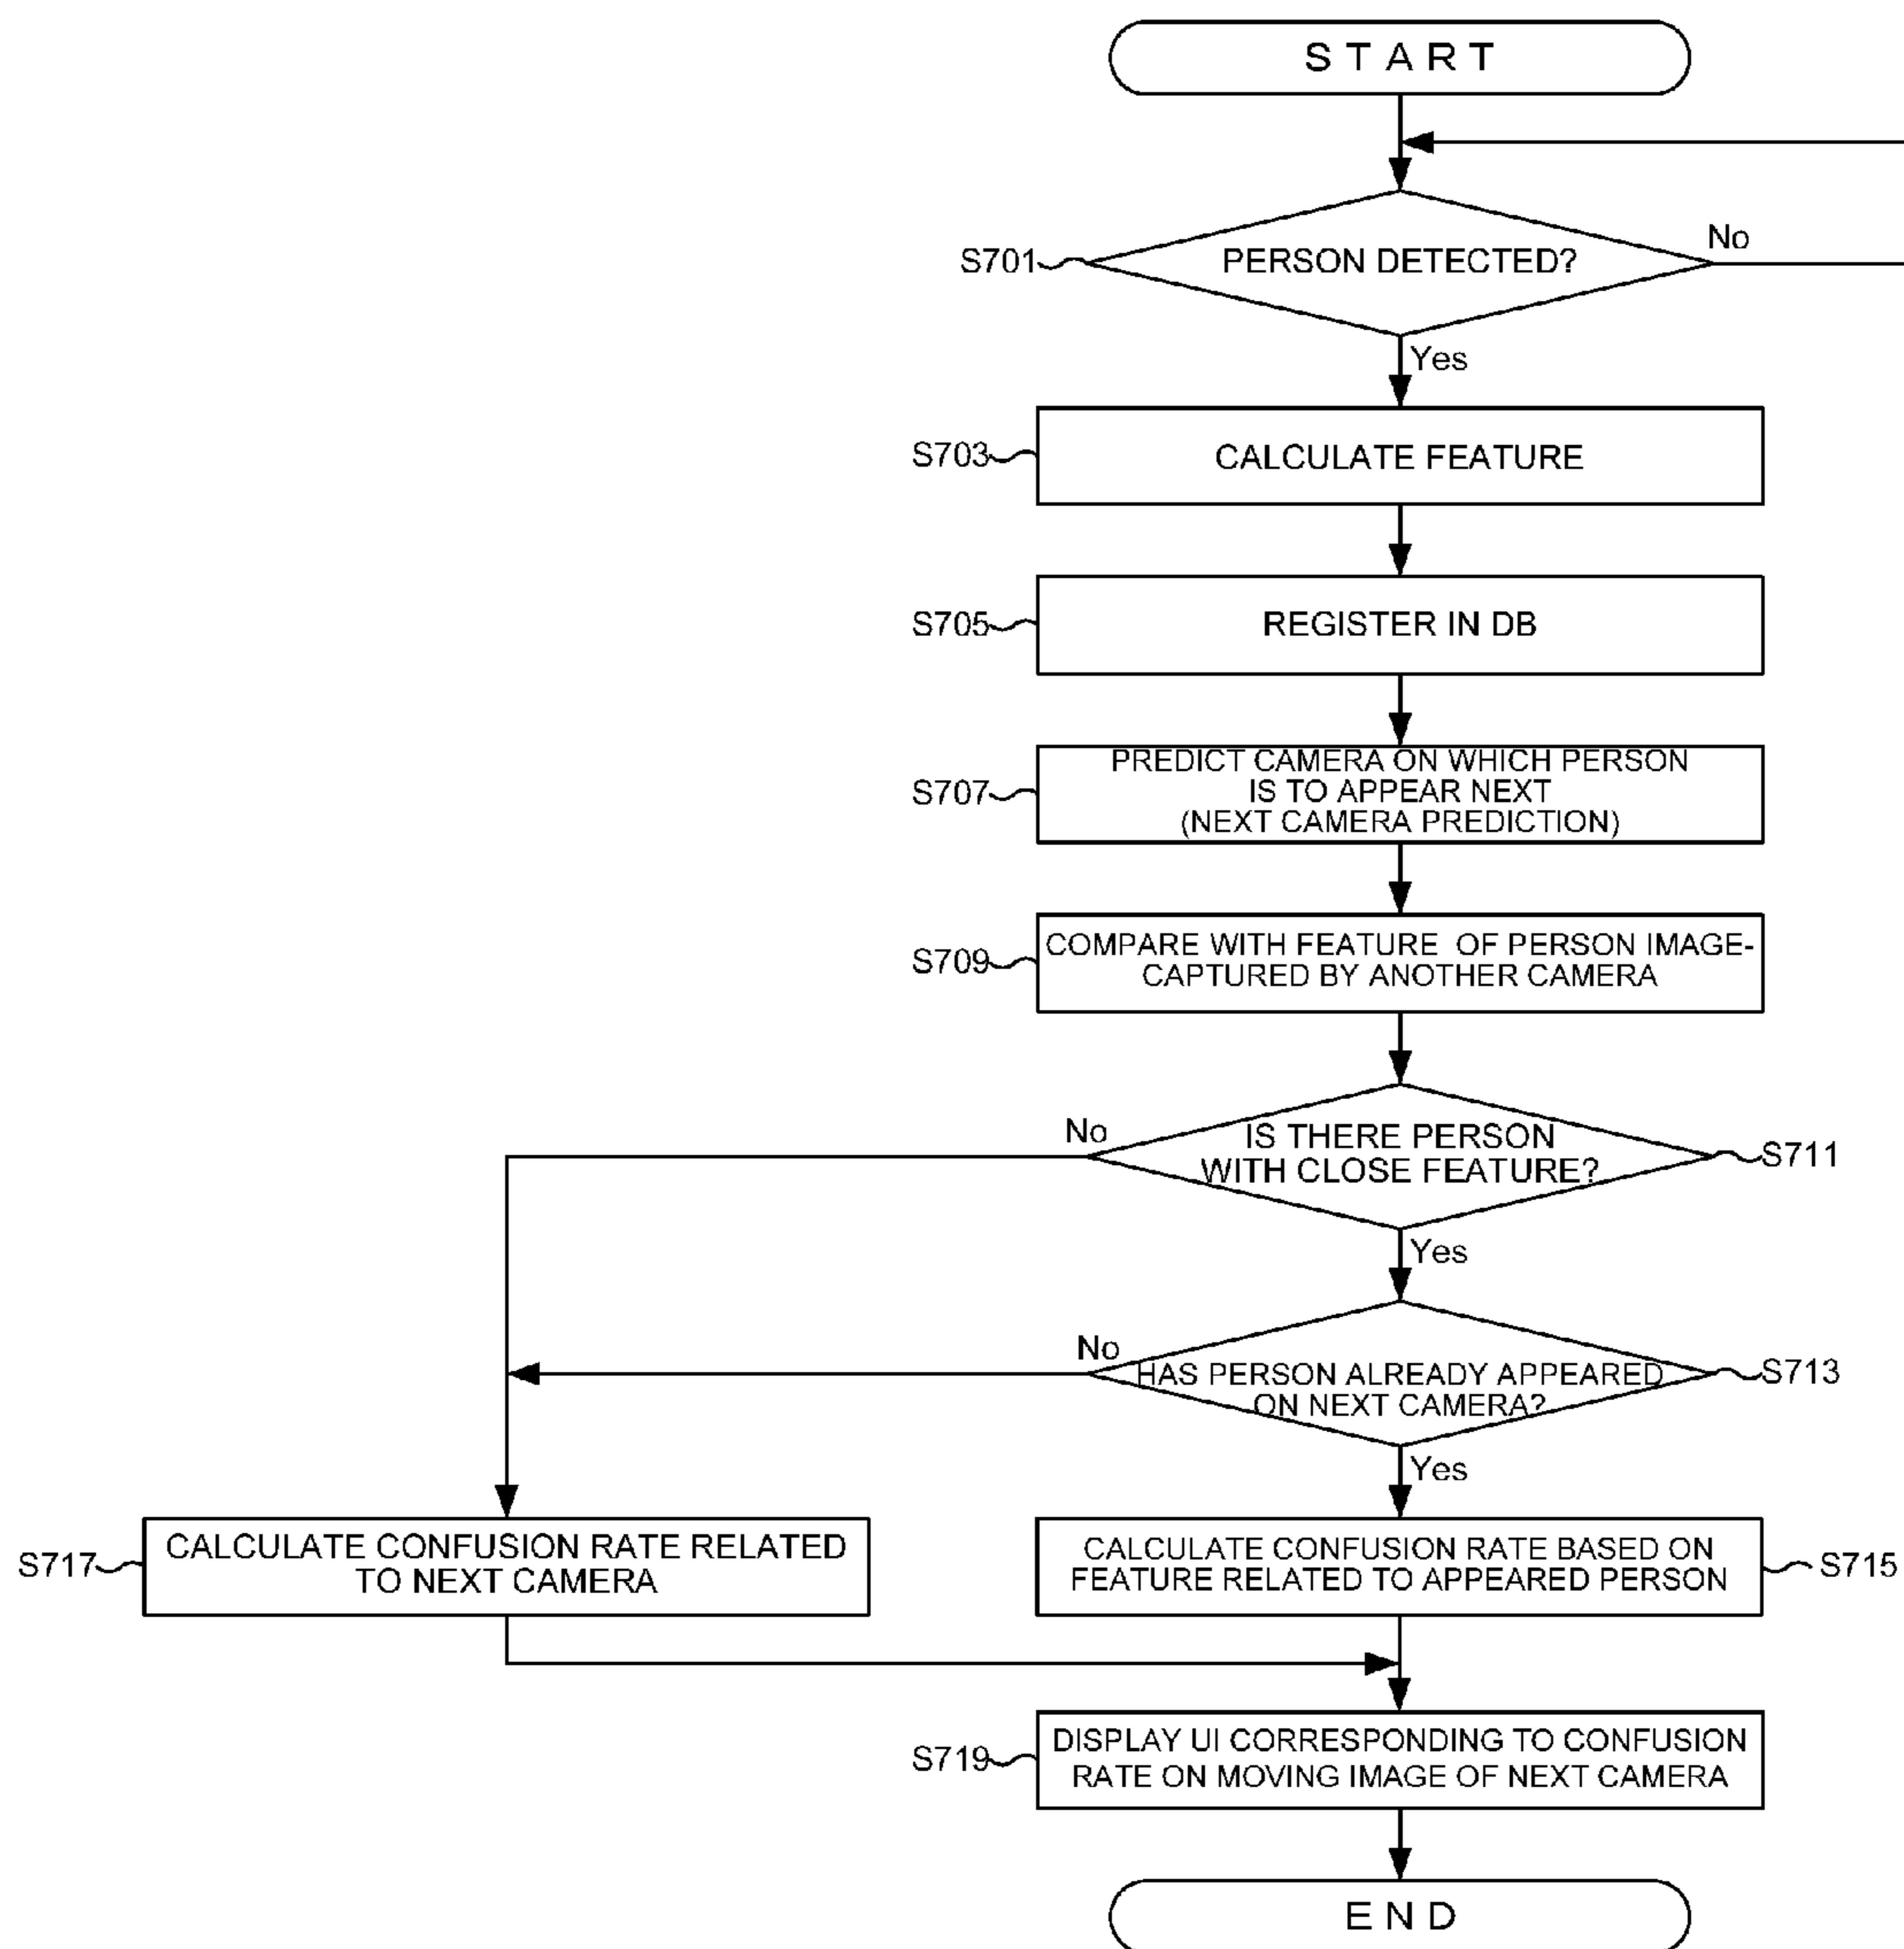 START
No
S701
PERSON DETECTED?
Yes
S703
CALCULATE FEATURE
S705
REGISTER IN DB
S707
PREDICT CAMERA ON WHICH PERSON
IS TO APPEAR NEXT
(NEXT CAMERA PREDICTION)
S709
COMPARE WITH FEATURE OF PERSON IMAGE-
CAPTURED BY ANOTHER CAMERA
No
IS THERE PERSON
WITH CLOSE FEATURE?
S711
Yes
No
HAS PERSON ALREADY APPEARED
ON NEXT CAMERA?
S713
Yes
S717
CALCULATE CONFUSION RATE RELATED
TO NEXT CAMERA
CALCULATE CONFUSION RATE BASED ON
FEATURE RELATED TO APPEARED PERSON
S715
S719
DISPLAY UI CORRESPONDING TO CONFUSION
RATE ON MOVING IMAGE OF NEXT CAMERA
END